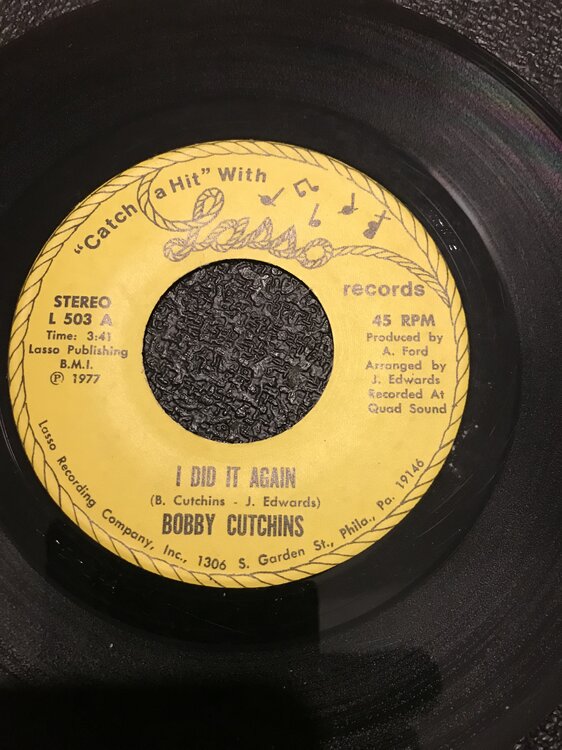 "Catch a Hit" With
Lasso
records
STEREO
L 503 A
Time: 3:41
Lasso Publishing
B.M.I.
℗ 1977
45 RPM
Produced by
A. Ford
Arranged by
J. Edwards
Recorded At
Quad Sound
I DID IT AGAIN
(B. Cutchins - J. Edwards)
BOBBY CUTCHINS
Lasso Recording Company, Inc., 1306 S. Garden St., Phila., Pa. 19146